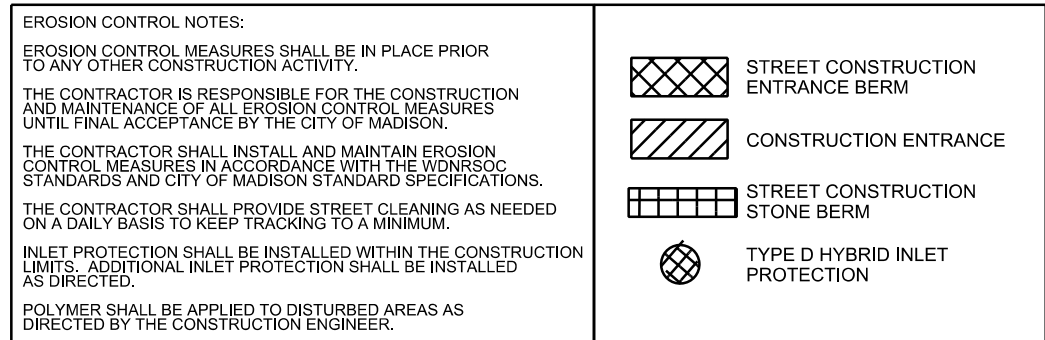 EROSION CONTROL NOTES:
EROSION CONTROL MEASURES SHALL BE IN PLACE PRIOR
TO ANY OTHER CONSTRUCTION ACTIVITY.
THE CONTRACTOR IS RESPONSIBLE FOR THE CONSTRUCTION
AND MAINTENANCE OF ALL EROSION CONTROL MEASURES
UNTIL FINAL ACCEPTANCE BY THE CITY OF MADISON.
THE CONTRACTOR SHALL INSTALL AND MAINTAIN EROSION
CONTROL MEASURES IN ACCORDANCE WITH THE WDNRSOC
STANDARDS AND CITY OF MADISON STANDARD SPECIFICATIONS.
THE CONTRACTOR SHALL PROVIDE STREET CLEANING AS NEEDED
ON A DAILY BASIS TO KEEP TRACKING TO A MINIMUM.
INLET PROTECTION SHALL BE INSTALLED WITHIN THE CONSTRUCTION
LIMITS. ADDITIONAL INLET PROTECTION SHALL BE INSTALLED
AS DIRECTED.
POLYMER SHALL BE APPLIED TO DISTURBED AREAS AS
DIRECTED BY THE CONSTRUCTION ENGINEER.
STREET CONSTRUCTION
ENTRANCE BERM
CONSTRUCTION ENTRANCE
STREET CONSTRUCTION
STONE BERM
TYPE D HYBRID INLET
PROTECTION